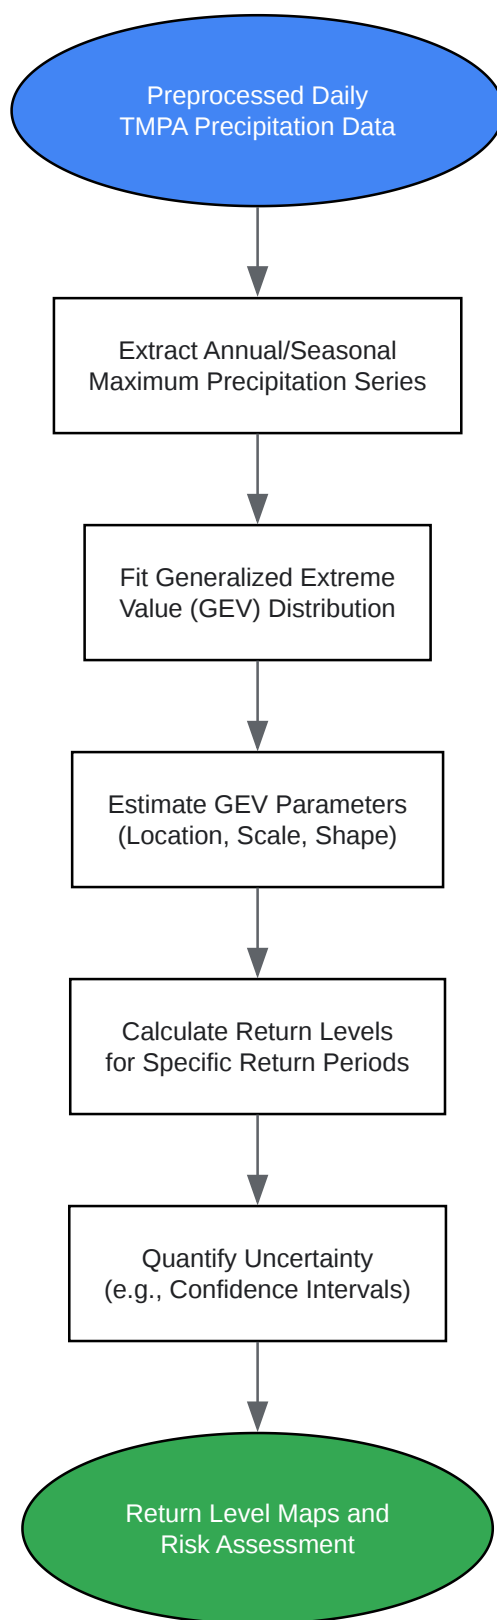 Preprocessed Daily
TMPA Precipitation Data
Extract Annual/Seasonal
Maximum Precipitation Series
Fit Generalized Extreme
Value (GEV) Distribution
Estimate GEV Parameters
(Location, Scale, Shape)
Calculate Return Levels
for Specific Return Periods
Quantify Uncertainty
(e.g., Confidence Intervals)
Return Level Maps and
Risk Assessment